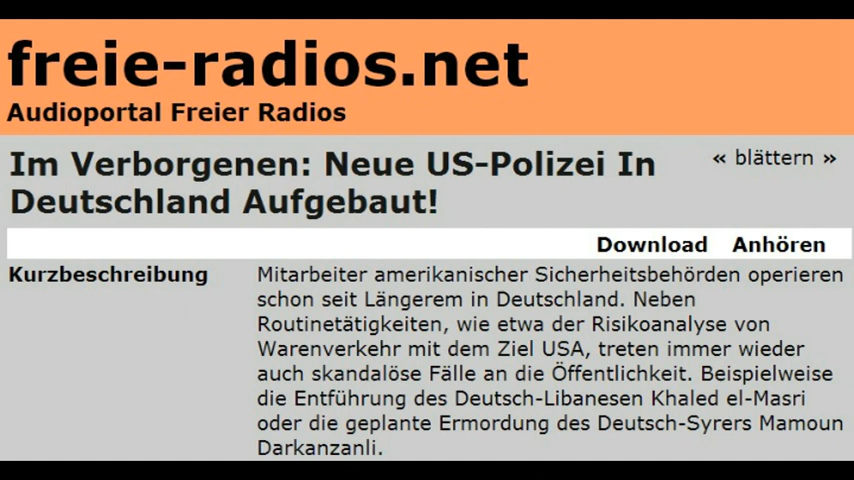 freie-radios.net
Audioportal Freier Radios
Im Verborgenen: Neue US-Polizei In
Deutschland Aufgebaut!
« blättern »
Download Anhören
Kurzbeschreibung
Mitarbeiter amerikanischer Sicherheitsbehörden operieren
schon seit Längerem in Deutschland. Neben
Routinetätigkeiten, wie etwa der Risikoanalyse von
Warenverkehr mit dem Ziel USA, treten immer wieder
auch skandalöse Fälle an die Öffentlichkeit. Beispielweise
die Entführung des Deutsch-Libanesen Khaled el-Masri
oder die geplante Ermordung des Deutsch-Syrers Mamoun
Darkanzanli.